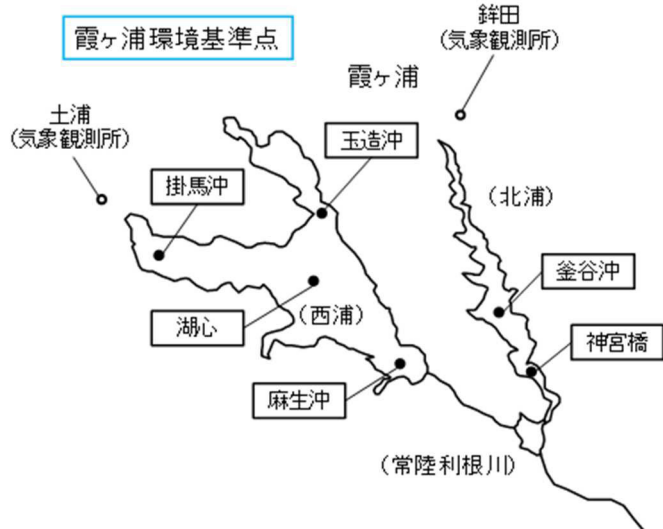 霞ヶ浦環境基準点
鉾田
(気象観測所)
霞ヶ浦
土浦
(気象観測所)
玉造沖
掛馬沖
(北浦)
釜谷沖
湖心
(西浦)
神宮橋
麻生沖
(常陸利根川)